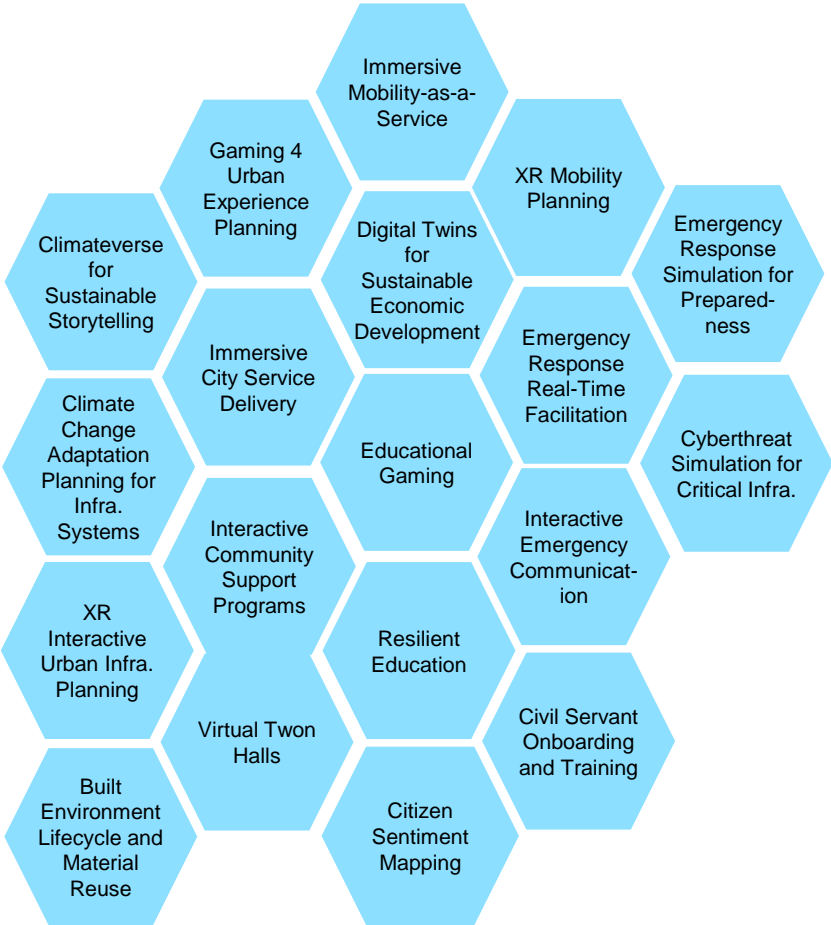 Immersive
Mobility-as-a-
Service
Gaming 4
Urban
Experience
Planning
XR Mobility
Planning
Climateverse
for
Sustainable
Storytelling
Digital Twins
for
Sustainable
Economic
Development
Emergency
Response
Simulation for
Prepared-
ness
Immersive
City Service
Delivery
Emergency
Response
Real-Time
Facilitation
Climate
Change
Adaptation
Planning for
Infra.
Systems
Educational
Gaming
Cyberthreat
Simulation for
Critical Infra.
Interactive
Community
Support
Programs
Interactive
Emergency
Communicat-
ion
XR
Interactive
Urban Infra.
Planning
Resilient
Education
Virtual Twon
Halls
Civil Servant
Onboarding
and Training
Built
Environment
Lifecycle and
Material
Reuse
Citizen
Sentiment
Mapping